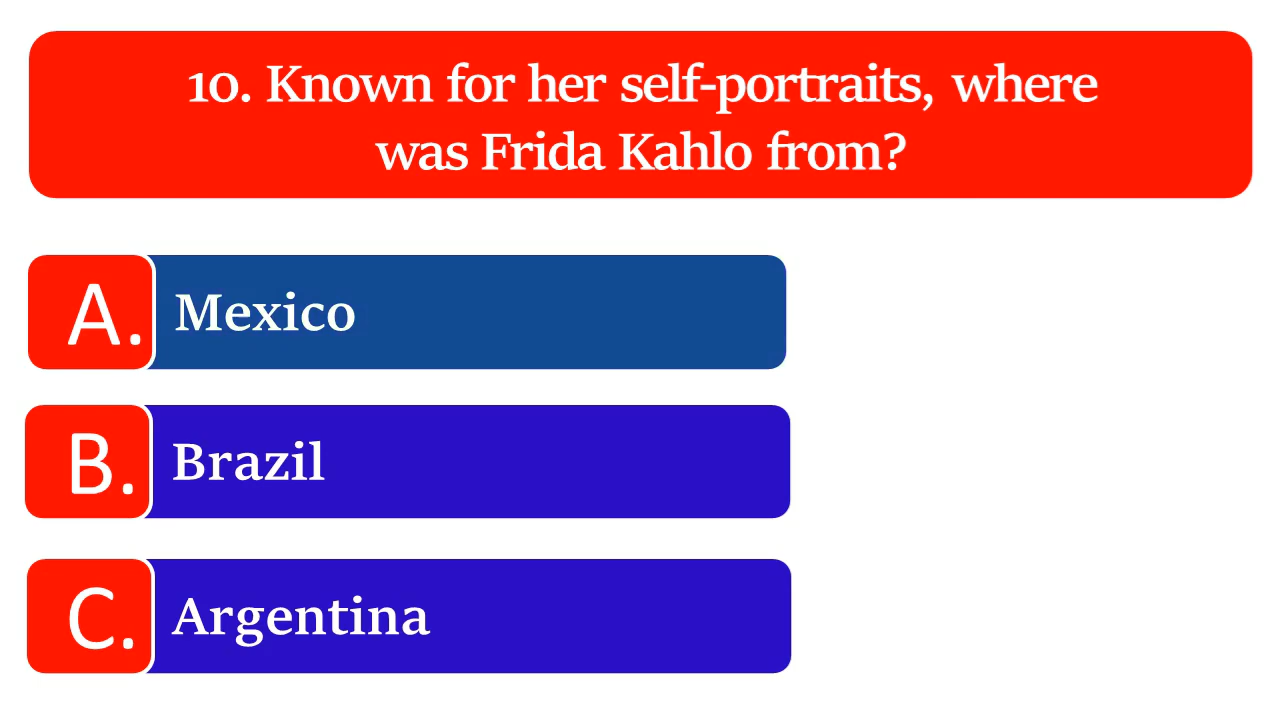 10. Known for her self-portraits, where
was Frida Kahlo from?
A. Mexico
B. Brazil
C. Argentina